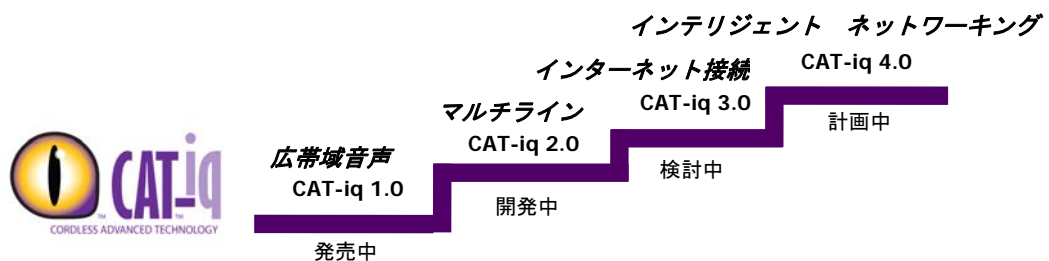 インテリジェント　ネットワーキング
CAT-iq 4.0
計画中
インターネット接続
CAT-iq 3.0
検討中
マルチライン
CAT-iq 2.0
開発中
広帯域音声
CAT-iq 1.0
発売中
CAT-iq
TM TM
CORDLESS ADVANCED TECHNOLOGY